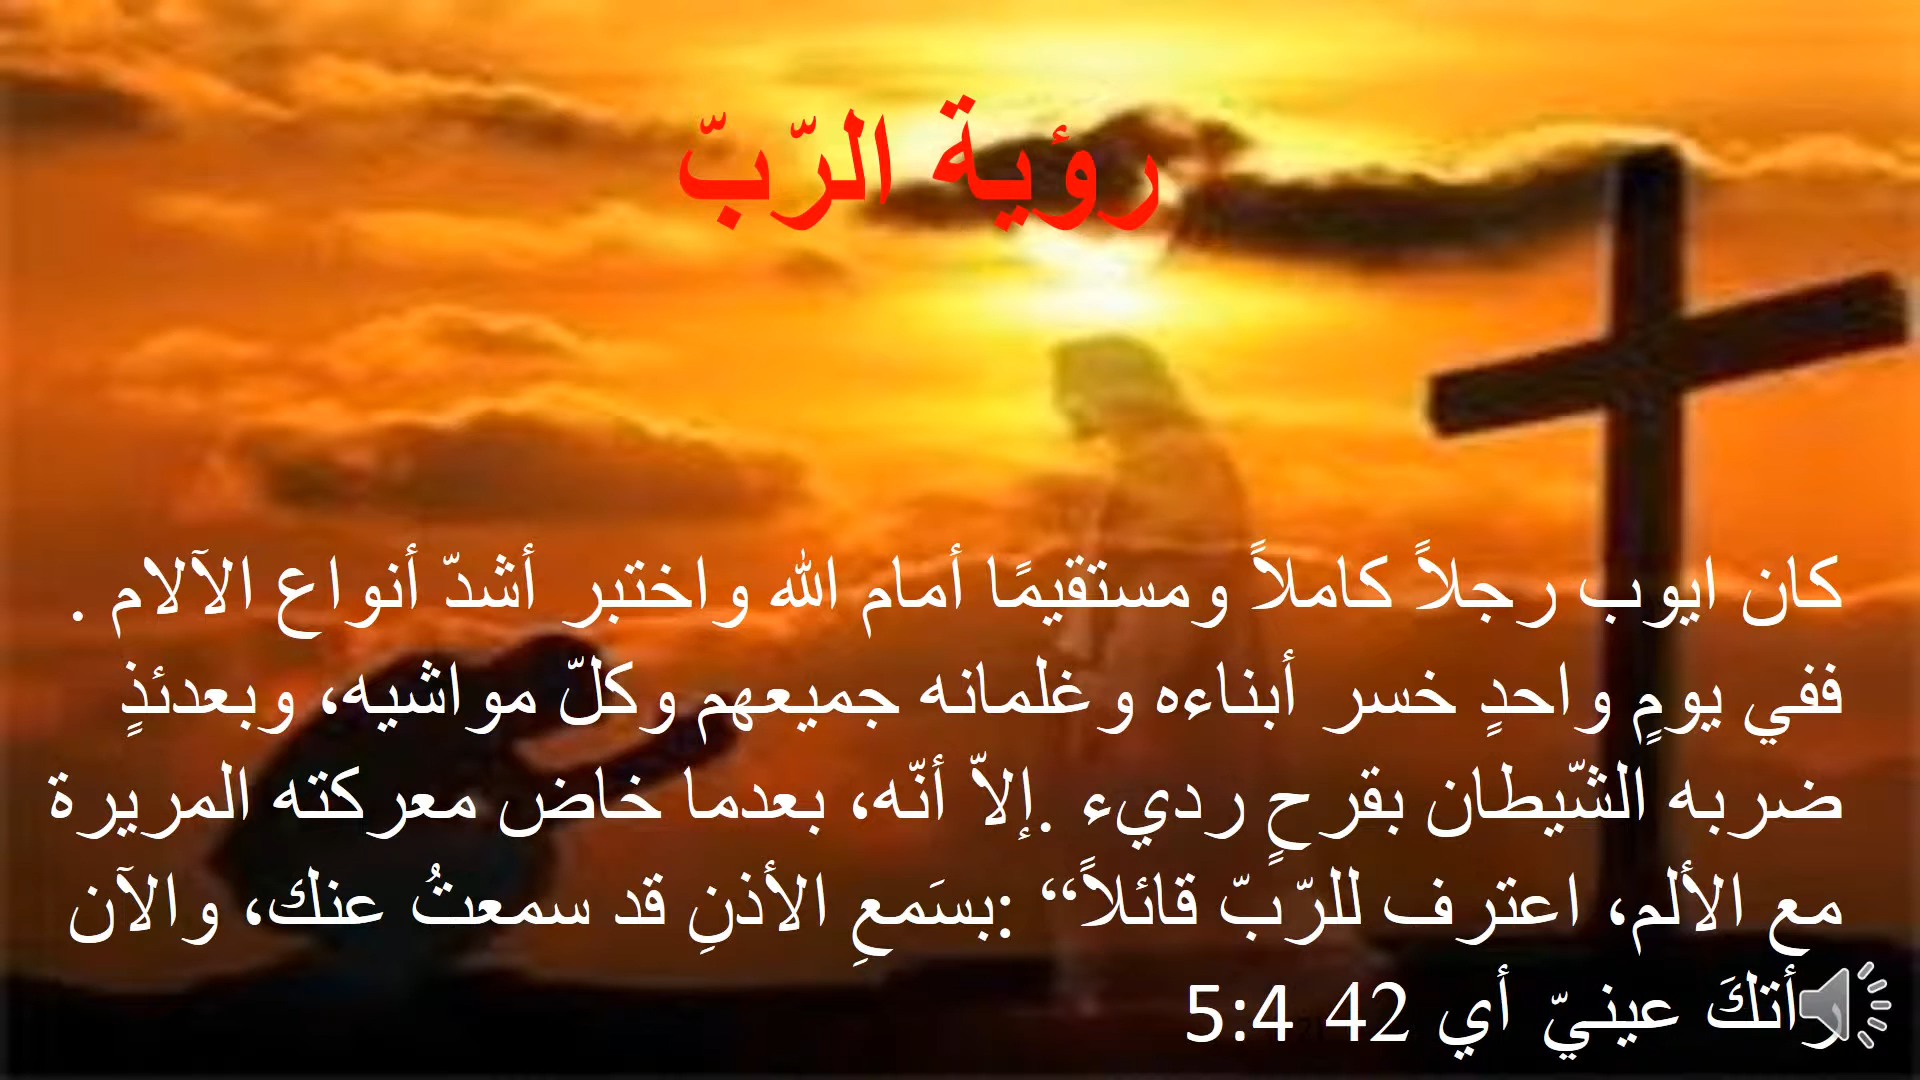 رؤية الرّبّ
كان ايوب رجلاً كاملاً ومستقيمًا أمام الله واختبر أشدّ أنواع الآلام .
ففي يومٍ واحدٍ خسر أبناءه وغلمانه جميعهم وكلّ مواشيه، وبعدئذٍ
ضربه الشّيطان بقرحٍ رديء .إلاّ أنّه، بعدما خاض معركته المريرة
مع الألم، اعترف للرّبّ قائلاً“ :بسَمعِ الأذنِ قد سمعتُ عنك، والآن
رأتكَ عينيّ أي 42 5:4